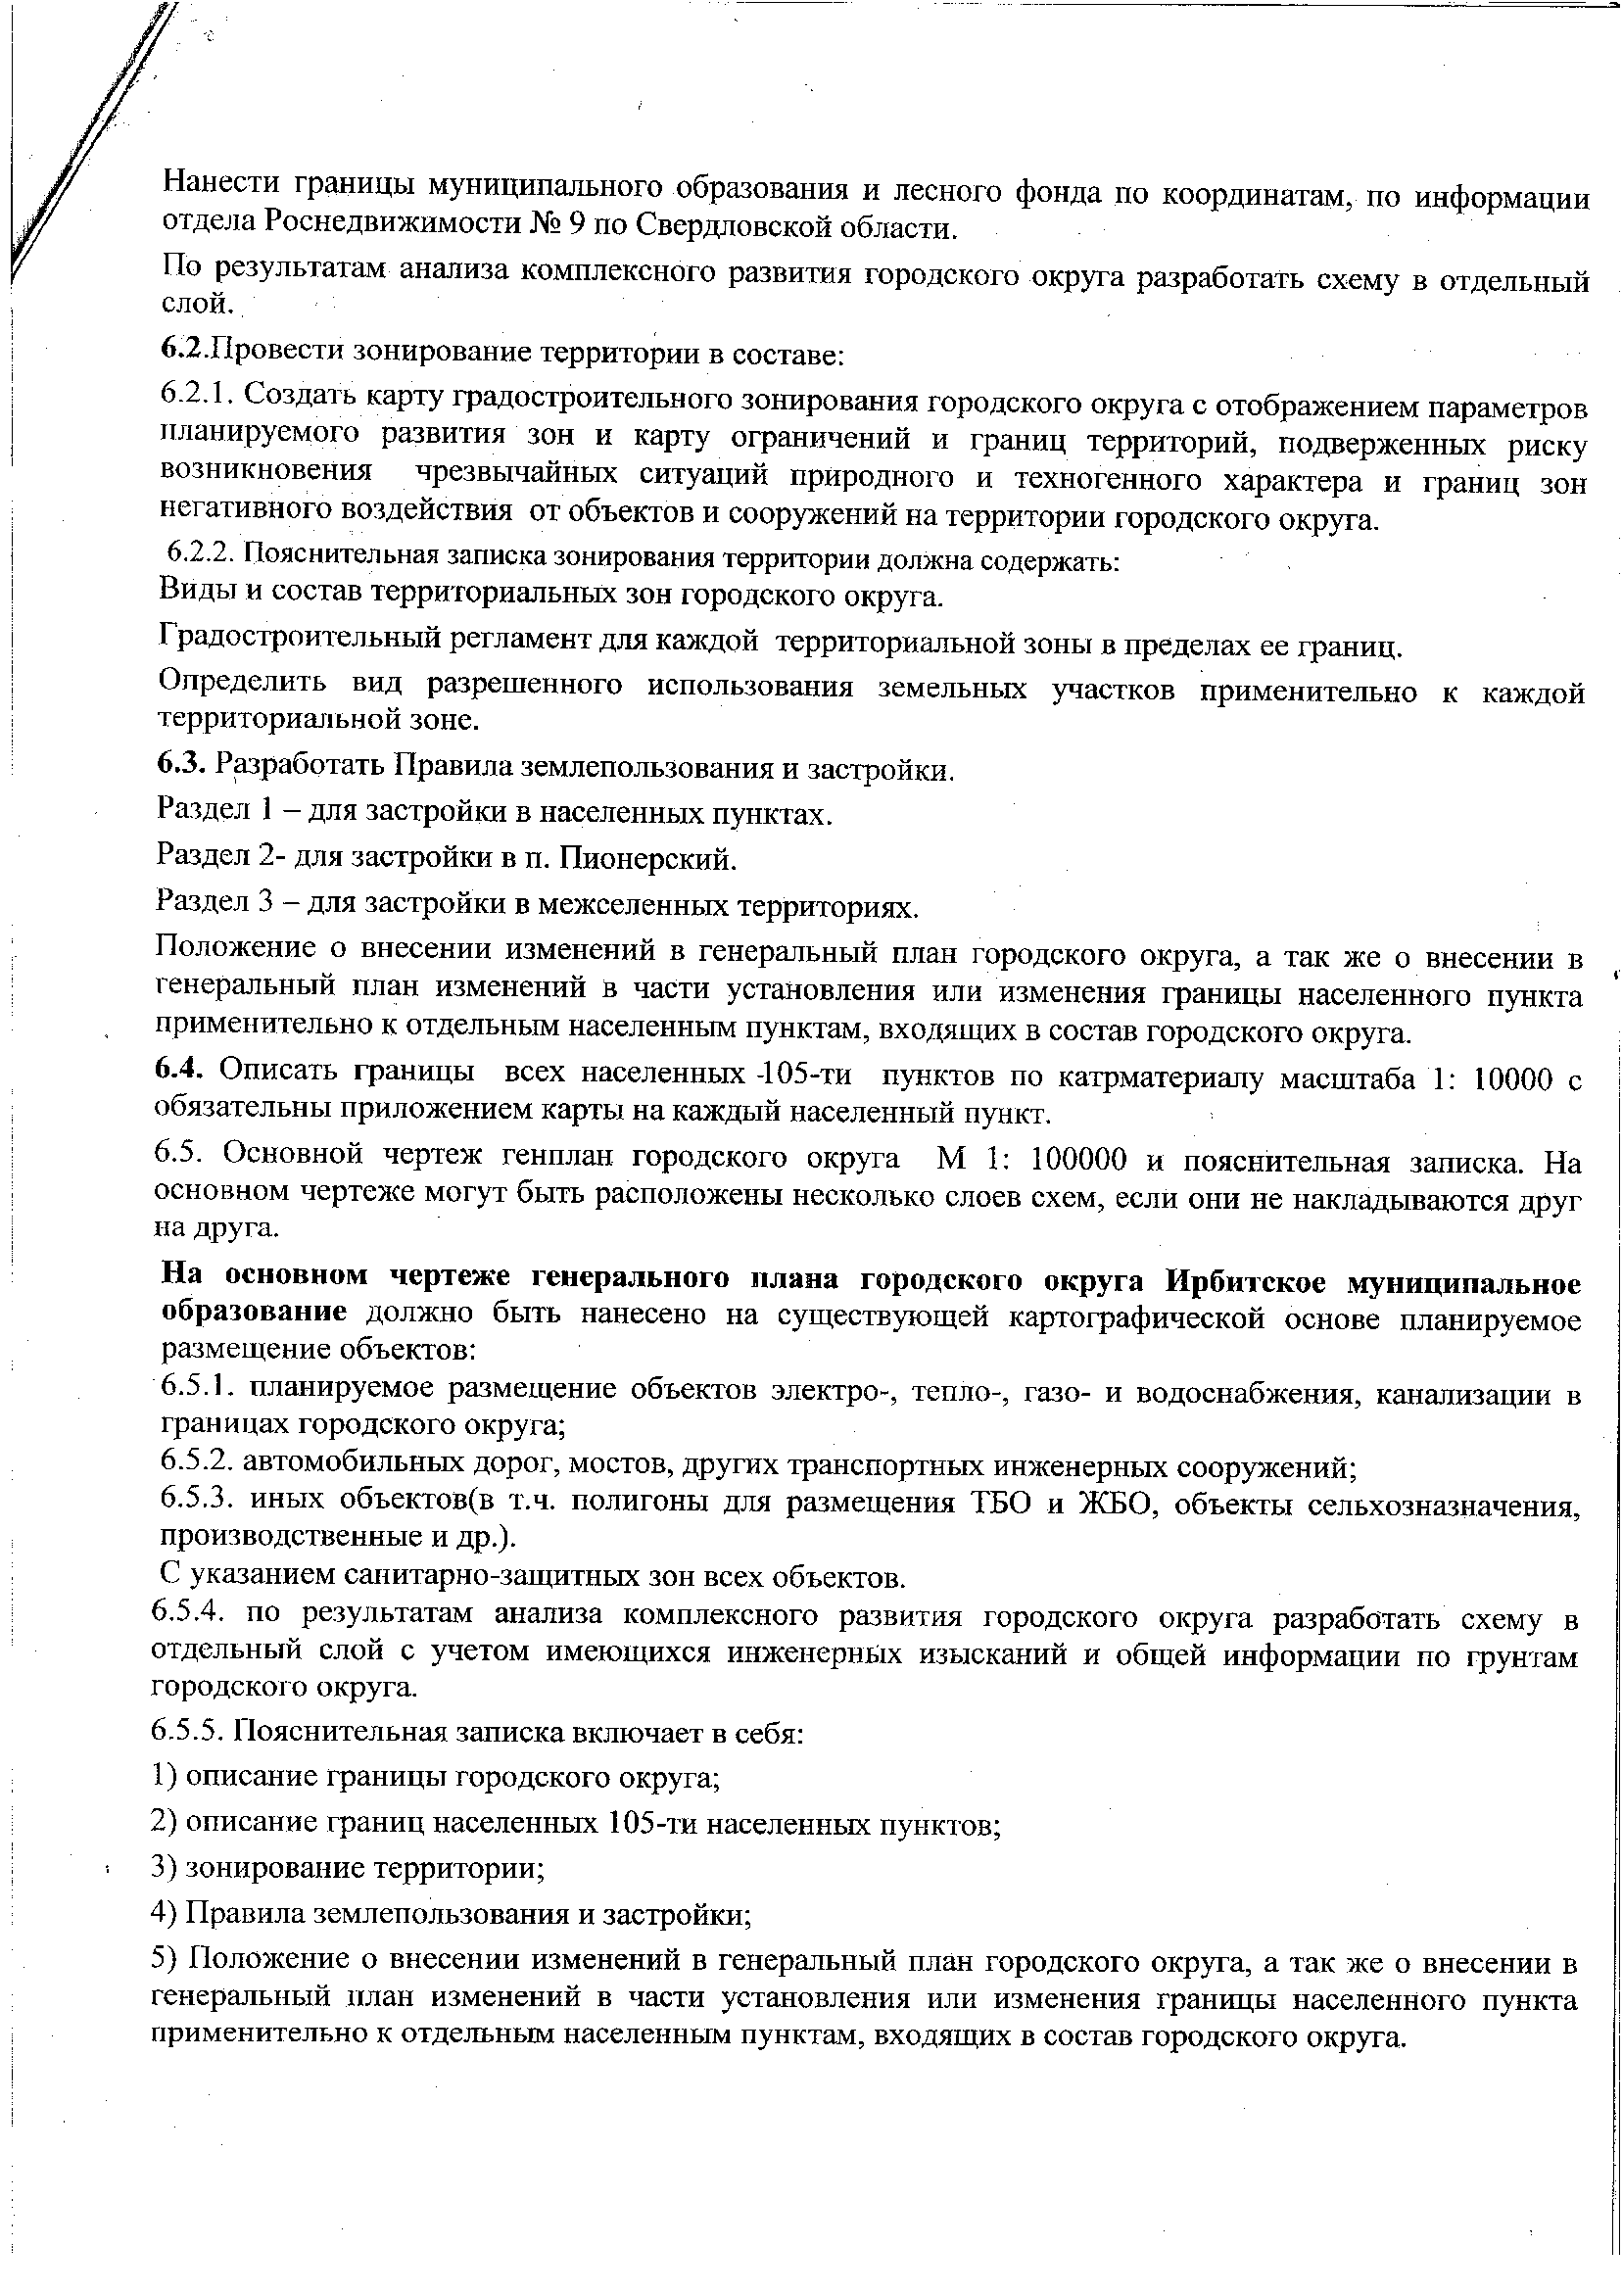 Нанести границы муниципального образования и лесного фонда по координатам, по информации
отдела Роснедвижимости № 9 по Свердловской области.
По результатам анализа комплексного развития городского округа разработать схему в отдельный
слой.
6.2.Провести зонирование территории в составе:
6.2.1. Создать карту градостроительного зонирования городского округа с отображением параметров
планируемого развития зон и карту ограничений и границ территорий, подверженных риску
возникновения чрезвычайных ситуаций природного и техногенного характера и границ зон
негативного воздействия от объектов и сооружений на территории городского округа.
6.2.2. Пояснительная записка зонирования территории должна содержать:
Виды и состав территориальных зон городского округа.
Градостроительный регламент для каждой территориальной зоны в пределах ее границ.
Определить вид разрешенного использования земельных участков применительно к каждой
территориальной зоне.
6.3. Разработать Правила землепользования и застройки.
Раздел 1 – для застройки в населенных пунктах.
Раздел 2- для застройки в п. Пионерский.
Раздел 3 – для застройки в межселенных территориях.
Положение о внесении изменений в генеральный план городского округа, а так же о внесении в
генеральный план изменений в части установления или изменения границы населенного пункта
применительно к отдельным населенным пунктам, входящих в состав городского округа.
6.4. Описать границы всех населенных -105-ти пунктов по катрматериалу масштаба 1: 10000 с
обязательны приложением карты на каждый населенный пункт.
6.5. Основной чертеж генплан городского округа М 1: 100000 и пояснительная записка. На
основном чертеже могут быть расположены несколько слоев схем, если они не накладываются друг
на друга.
На основном чертеже генерального плана городского округа Ирбитское муниципальное
образование должно быть нанесено на существующей картографической основе планируемое
размещение объектов:
6.5.1. планируемое размещение объектов электро-, тепло-, газо- и водоснабжения, канализации в
границах городского округа;
6.5.2. автомобильных дорог, мостов, других транспортных инженерных сооружений;
6.5.3. иных объектов(в т.ч. полигоны для размещения ТБО и ЖБО, объекты сельхозназначения,
производственные и др.).
С указанием санитарно-защитных зон всех объектов.
6.5.4. по результатам анализа комплексного развития городского округа разработать схему в
отдельный слой с учетом имеющихся инженерных изысканий и общей информации по грунтам
городского округа.
6.5.5. Пояснительная записка включает в себя:
1) описание границы городского округа;
2) описание границ населенных 105-ти населенных пунктов;
3) зонирование территории;
4) Правила землепользования и застройки;
5) Положение о внесении изменений в генеральный план городского округа, а так же о внесении в
генеральный план изменений в части установления или изменения границы населенного пункта
применительно к отдельным населенным пунктам, входящих в состав городского округа.